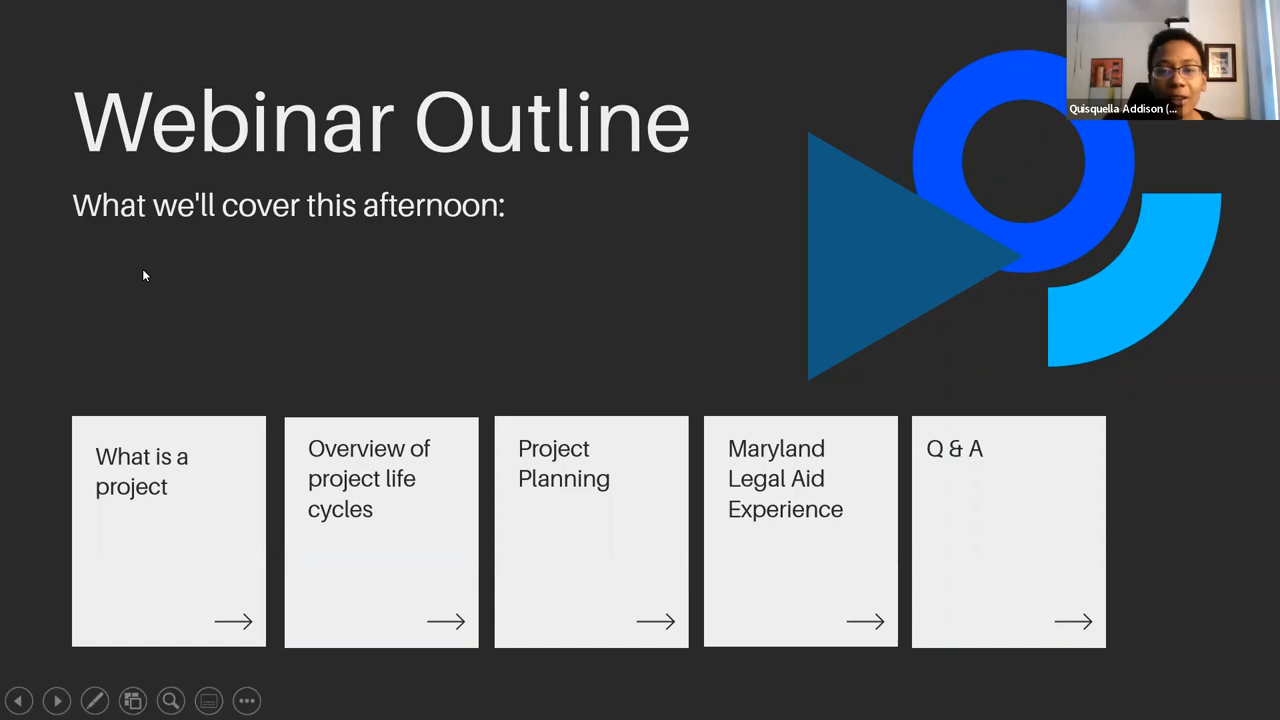 Webinar Outline
What we'll cover this afternoon:
Quisquella Addison (...
What is a
project
Overview of
project life
cycles
Project
Planning
Maryland
Legal Aid
Experience
Q & A